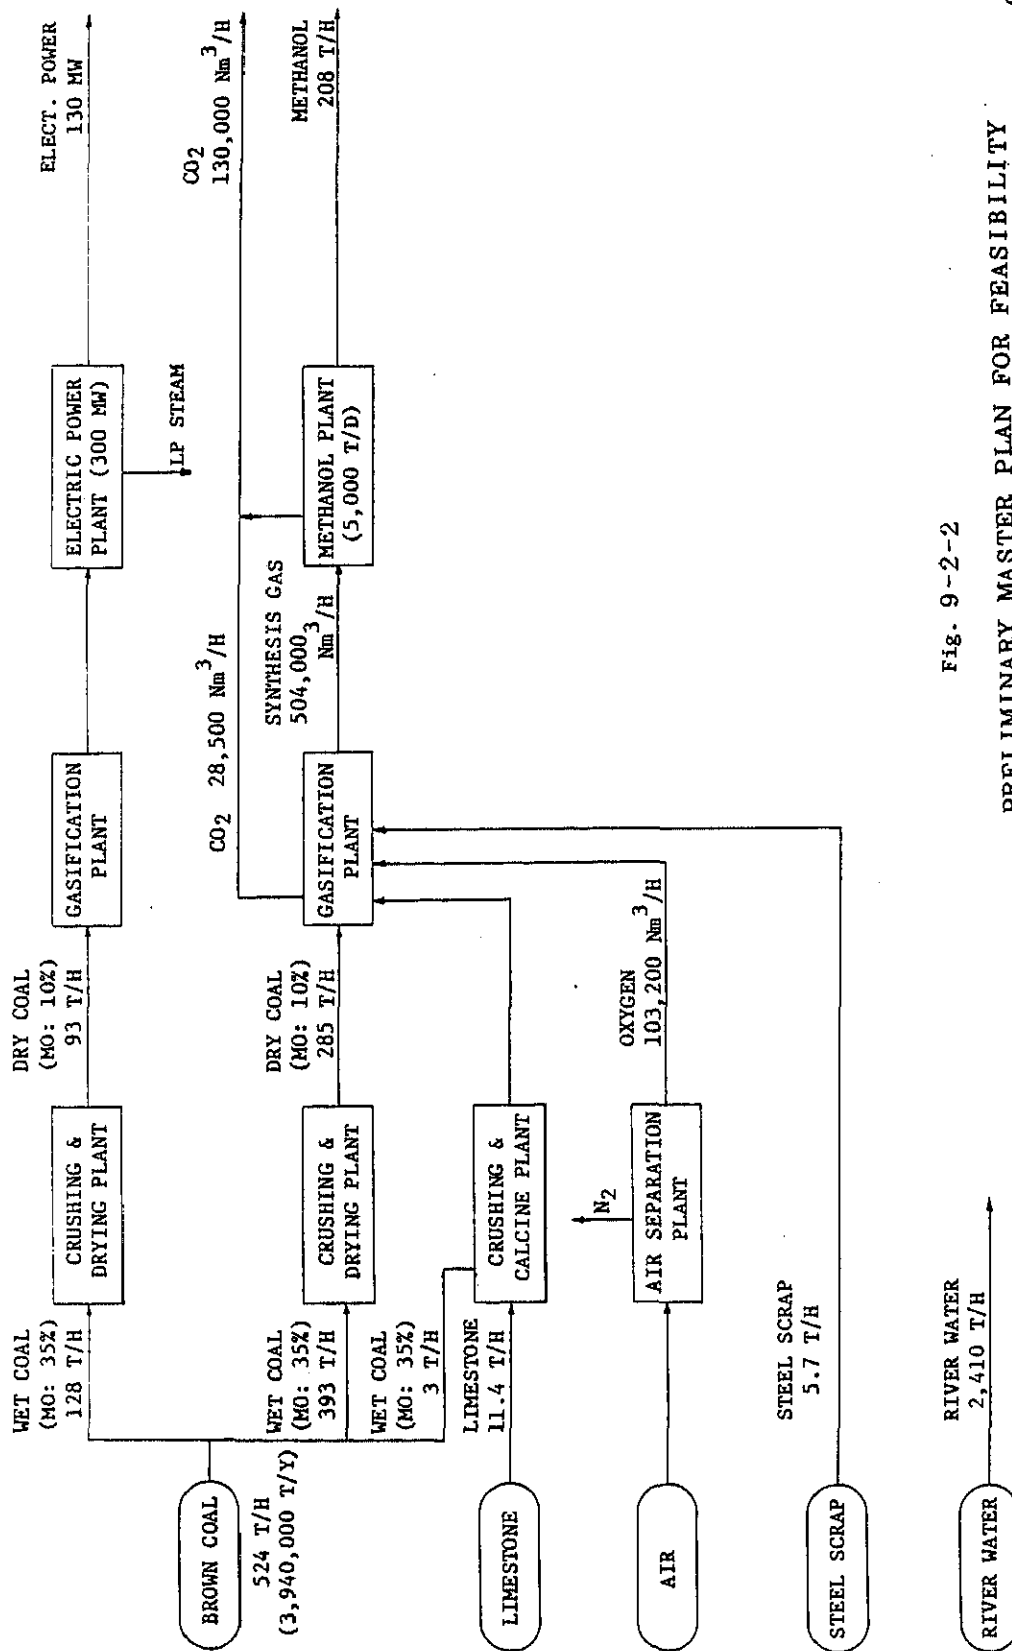 BROWN COAL
524 T/H
(3,940,000 T/Y)
WET COAL
(MO: 35%)
128 T/H
CRUSHING &
DRYING PLANT
DRY COAL
(MO: 10%)
93 T/H
GASIFICATION
PLANT
ELECTRIC POWER
PLANT (300 MW)
LP STEAM
ELECT. POWER
130 MW
WET COAL
(MO: 35%)
393 T/H
CRUSHING &
DRYING PLANT
DRY COAL
(MO: 10%)
285 T/H
GASIFICATION
PLANT
CO2 28,500 Nm3/H
SYNTHESIS GAS
504,000
Nm3/H
METHANOL PLANT
(5,000 T/D)
CO2
130,000 Nm3/H
METHANOL
208 T/H
WET COAL
(MO: 35%)
3 T/H
LIMESTONE
LIMESTONE
11.4 T/H
CRUSHING &
CALCINE PLANT
AIR
N2
AIR SEPARATION
PLANT
OXYGEN
103,200 Nm3/H
STEEL SCRAP
STEEL SCRAP
5.7 T/H
RIVER WATER
RIVER WATER
2,410 T/H
Fig. 9-2-2
PRELIMINARY MASTER PLAN FOR FEASIBILITY